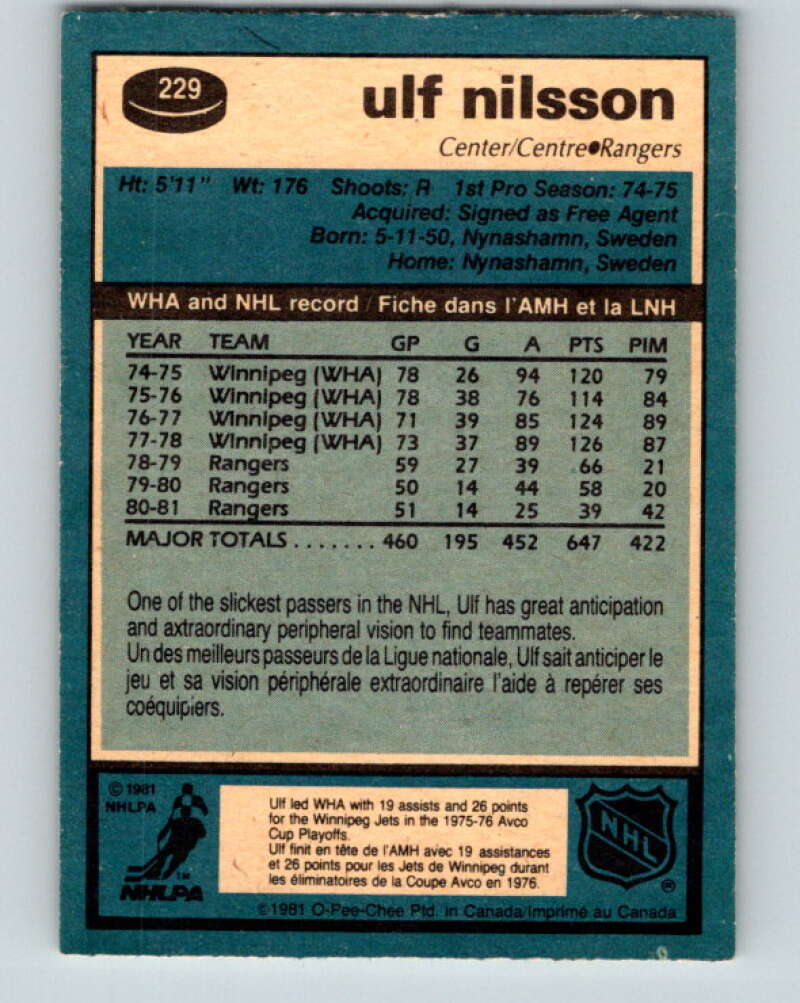 229
ulf nilsson
Center/Centre●Rangers
Ht: 5'11" Wt: 176 Shoots: R 1st Pro Season: 74-75
Acquired: Signed as Free Agent
Born: 5-11-50, Nynashamn, Sweden
Home: Nynashamn, Sweden
WHA and NHL record / Fiche dans l'AMH et la LNH
YEAR TEAM GP G A PTS PIM
74-75 Winnipeg (WHA) 78 26 94 120 79
75-76 Winnipeg (WHA) 78 38 76 114 84
76-77 Winnipeg (WHA) 71 39 85 124 89
77-78 Winnipeg (WHA) 73 37 89 126 87
78-79 Rangers 59 27 39 66 21
79-80 Rangers 50 14 44 58 20
80-81 Rangers 51 14 25 39 42
MAJOR TOTALS ....... 460 195 452 647 422
One of the slickest passers in the NHL, Ulf has great anticipation
and axtraordinary peripheral vision to find teammates.
Un des meilleurs passeurs de la Ligue nationale, Ulf sait anticiper le
jeu et sa vision périphérale extraordinaire l'aide à repérer ses
coéquipiers.
© 1981
NHLPA
TM
NHLPA
Ulf led WHA with 19 assists and 26 points
for the Winnipeg Jets in the 1975-76 Avco
Cup Playoffs.
Ulf finit en tête de l'AMH avec 19 assistances
et 26 points pour les Jets de Winnipeg durant
les éliminatoires de la Coupe Avco en 1976.
NHL
®
©1981 O-Pee-Chee Ptd. in Canada/Imprimé au Canada